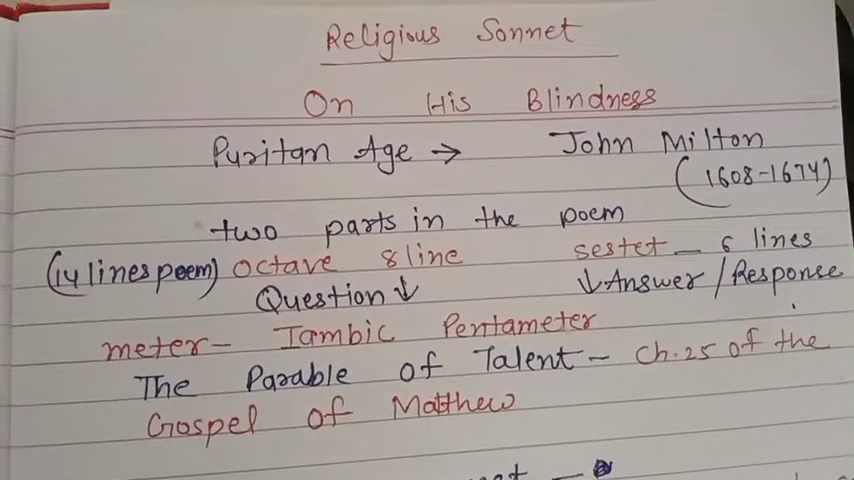 Religious Sonnet
On His Blindness
Puritan Age → John Milton
(1608-1674)
two parts in the poem
(14 lines poem) octave 8 line sestet - 6 lines
Question ↓ ↓ Answer / Response
meter- Iambic Pentameter
The Parable of Talent - Ch. 25 of the
Gospel of Matthew